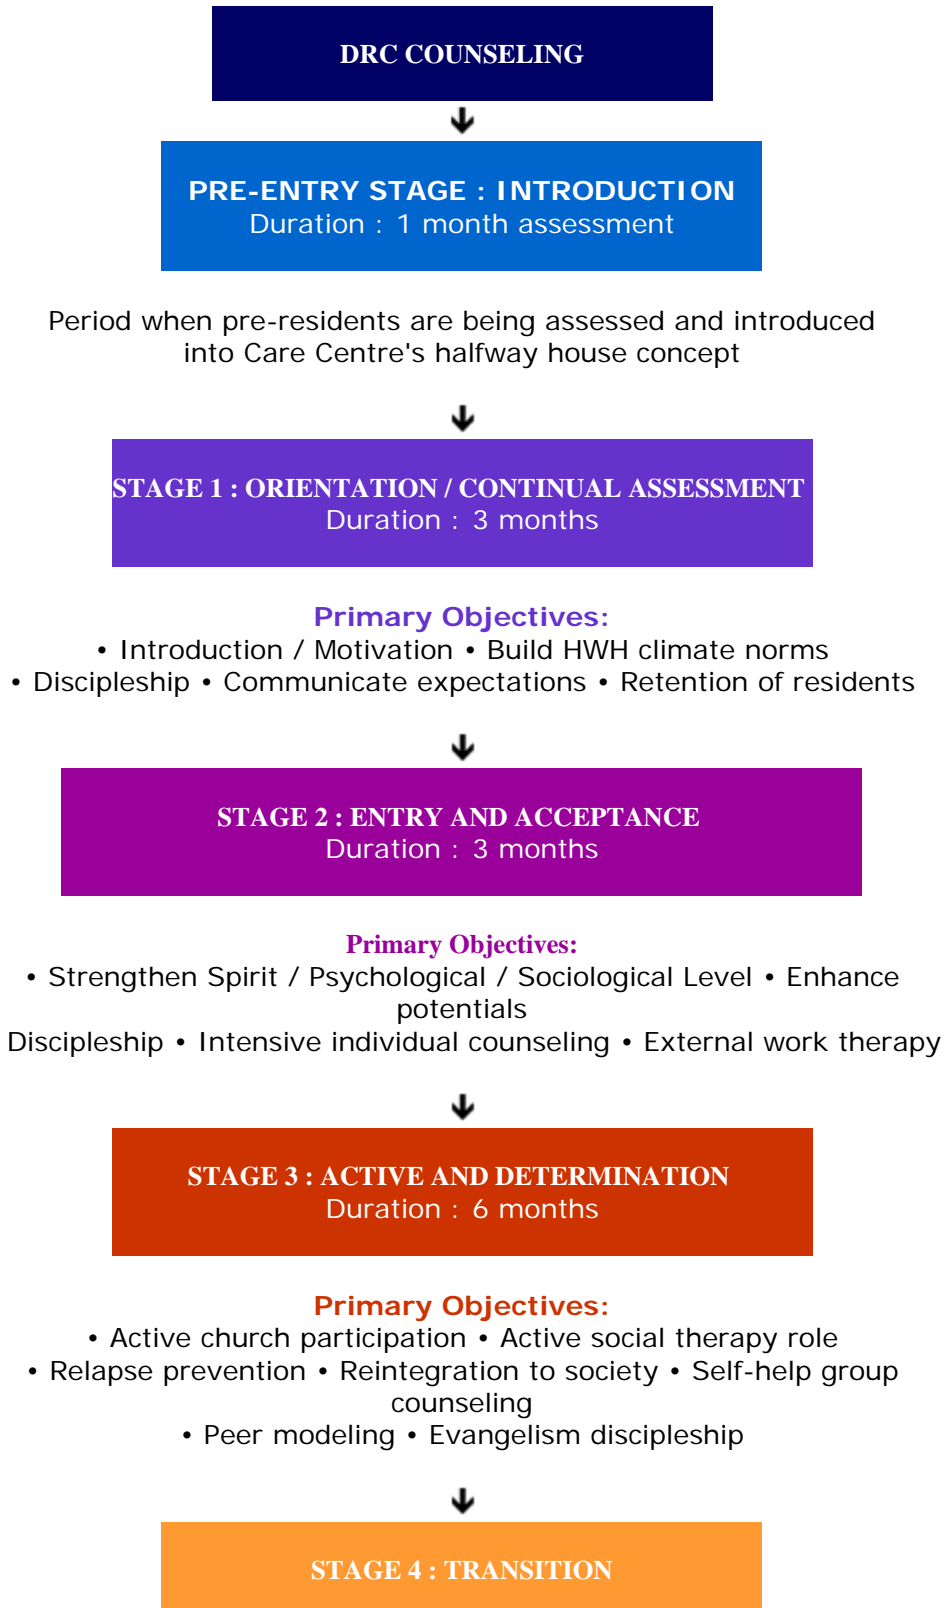 DRC COUNSELING
PRE-ENTRY STAGE : INTRODUCTION
Duration : 1 month assessment
Period when pre-residents are being assessed and introduced
into Care Centre's halfway house concept
STAGE 1 : ORIENTATION / CONTINUAL ASSESSMENT
Duration : 3 months
Primary Objectives:
• Introduction / Motivation • Build HWH climate norms
• Discipleship • Communicate expectations • Retention of residents
STAGE 2 : ENTRY AND ACCEPTANCE
Duration : 3 months
Primary Objectives:
• Strengthen Spirit / Psychological / Sociological Level • Enhance
potentials
Discipleship • Intensive individual counseling • External work therapy
STAGE 3 : ACTIVE AND DETERMINATION
Duration : 6 months
Primary Objectives:
• Active church participation • Active social therapy role
• Relapse prevention • Reintegration to society • Self-help group
counseling
• Peer modeling • Evangelism discipleship
STAGE 4 : TRANSITION